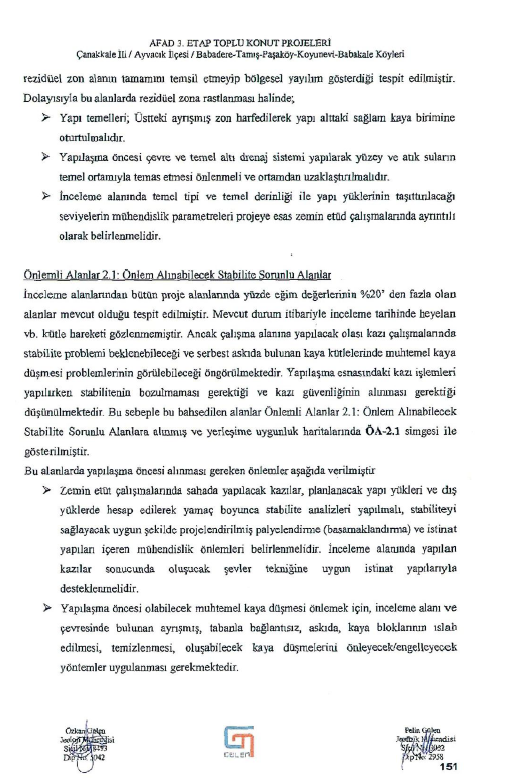 AFAD 3. ETAP TOPLU KONUT PROJELERİ
Çanakkale İli / Ayvacık İlçesi / Babadere-Tamış-Paşaköy-Koyunevi-Babakale Köyleri
rezidüel zon alanın tamamını temsil etmeyip bölgesel yayılım gösterdiği tespit edilmiştir.
Dolayısıyla bu alanlarda rezidüel zona rastlanması halinde;
➢ Yapı temelleri; Üstteki ayrışmış zon harfedilerek yapı alttaki sağlam kaya birimine
oturtulmalıdır.
➢ Yapılaşma öncesi çevre ve temel altı drenaj sistemi yapılarak yüzey ve atık suların
temel ortamıyla temas etmesi önlenmeli ve ortamdan uzaklaştırılmalıdır.
➢ İnceleme alanında temel tipi ve temel derinliği ile yapı yüklerinin taşıttırılacağı
seviyelerin mühendislik parametreleri projeye esas zemin etüd çalışmalarında ayrıntılı
olarak belirlenmelidir.
Önlemli Alanlar 2.1: Önlem Alınabilecek Stabilite Sorunlu Alanlar
İnceleme alanlarından bütün proje alanlarında yüzde eğim değerlerinin %20' den fazla olan
alanlar mevcut olduğu tespit edilmiştir. Mevcut durum itibariyle inceleme tarihinde heyelan
vb. kütle hareketi gözlenmemiştir. Ancak çalışma alanına yapılacak olası kazı çalışmalarında
stabilite problemi beklenebileceği ve serbest askıda bulunan kaya kütlelerinde muhtemel kaya
düşmesi problemlerinin görülebileceği öngörülmektedir. Yapılaşma esnasındaki kazı işlemleri
yapılırken stabilitenin bozulmaması gerektiği ve kazı güvenliğinin alınması gerektiği
düşünülmektedir. Bu sebeple bu bahsedilen alanlar Önlemli Alanlar 2.1: Önlem Alınabilecek
Stabilite Sorunlu Alanlara alınmış ve yerleşime uygunluk haritalarında ÖA-2.1 simgesi ile
gösterilmiştir.
Bu alanlarda yapılaşma öncesi alınması gereken önlemler aşağıda verilmiştir
➢ Zemin etüt çalışmalarında sahada yapılacak kazılar, planlanacak yapı yükleri ve dış
yüklerde hesap edilerek yamaç boyunca stabilite analizleri yapılmalı, stabiliteyi
sağlayacak uygun şekilde projelendirilmiş palyelendirme (basamaklandırma) ve istinat
yapıları içeren mühendislik önlemleri belirlenmelidir. İnceleme alanında yapılan
kazılar sonucunda oluşacak şevler tekniğine uygun istinat yapılarıyla
desteklenmelidir.
➢ Yapılaşma öncesi olabilecek muhtemel kaya düşmesi önlemek için, inceleme alanı ve
çevresinde bulunan ayrışmış, tabanla bağlantısız, askıda, kaya bloklarının ıslah
edilmesi, temizlenmesi, oluşabilecek kaya düşmelerini önleyecek/engelleyecek
yöntemler uygulanması gerekmektedir.
Özkan
Dip No: 5042
GEÇLEN
Pelin Gülen
Jeofizik Mühendisi
Dip No: 2958
151